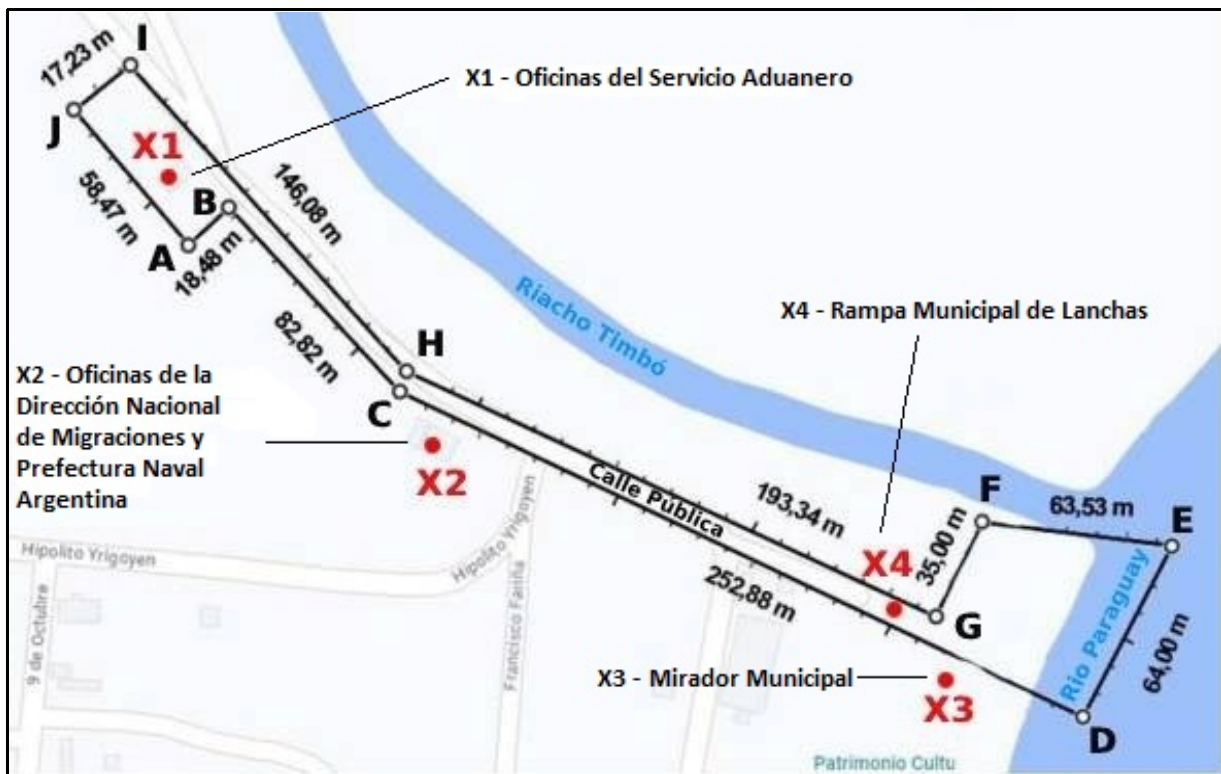 I
17,23 m
X1 - Oficinas del Servicio Aduanero
J
X1
58,47 m
B
146,08 m
A
18,48 m
Riacho Timbó
X4 - Rampa Municipal de Lanchas
82,82 m
H
X2 - Oficinas de la
Dirección Nacional
de Migraciones y
Prefectura Naval
Argentina
C
X2
Calle Pública
193,34 m
F
63,53 m
E
35,00 m
X4
252,88 m
G
Hipolito Yrigoyen
Hipolito Yrigoyen
9 de Octubre
Francisco Fariña
Rio Paraguay
64,00 m
X3 - Mirador Municipal
X3
D
Patrimonio Cultu